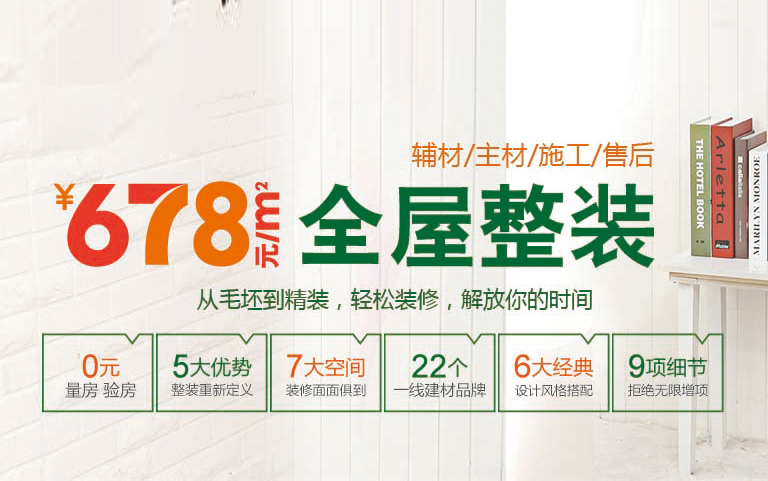 辅材/主材/施工/售后
¥678元/m² 全屋整装
从毛坯到精装，轻松装修，解放你的时间
0元
量房 验房
5大优势
整装重新定义
7大空间
装修面面俱到
22个
一线建材品牌
6大经典
设计风格搭配
9项细节
拒绝无限增项
THE HOTEL BOOK
Arletta